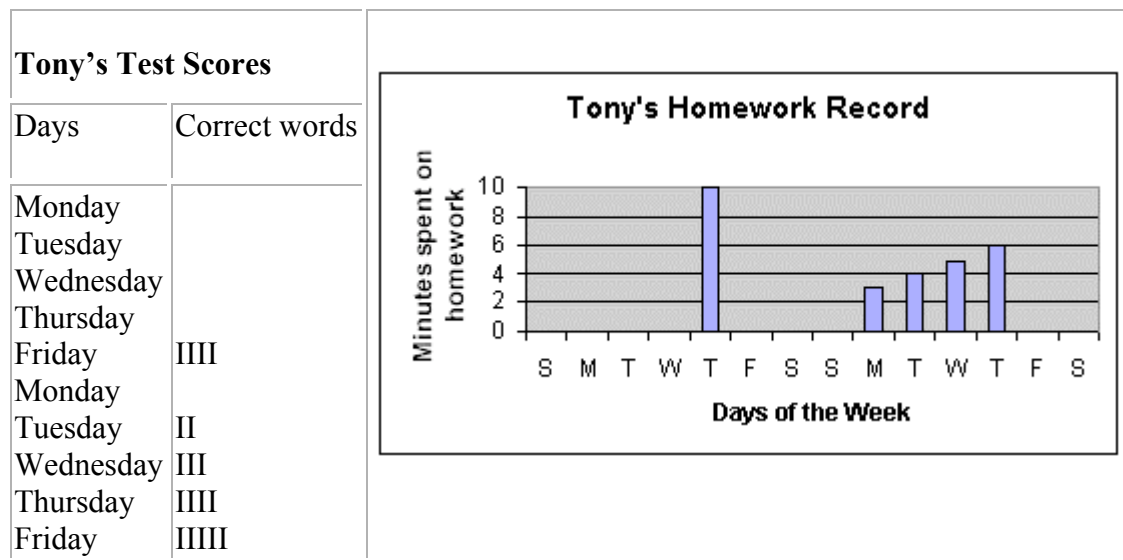 Tony's Test Scores
Days Correct words
Monday
Tuesday
Wednesday
Thursday
Friday IIII
Monday
Tuesday II
Wednesday III
Thursday IIII
Friday IIIII
Tony's Homework Record
Minutes spent on
homework
10
8
6
4
2
0
S M T W T F S S M T W T F S
Days of the Week